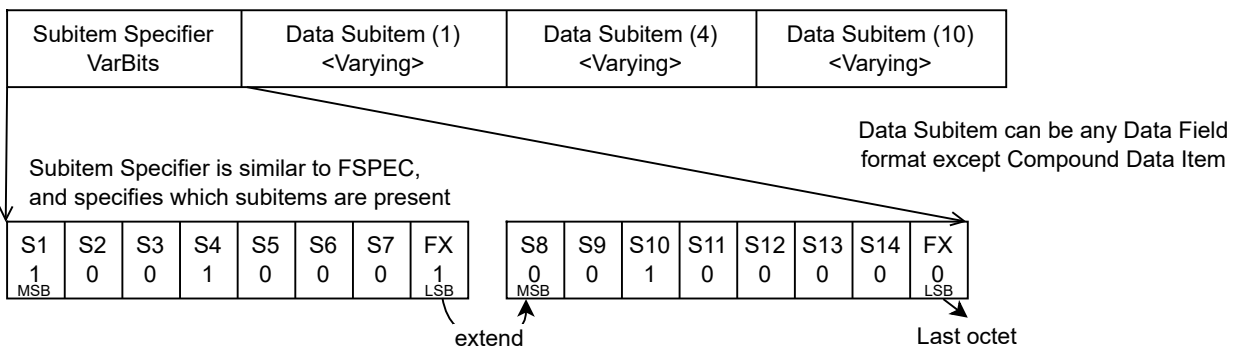 Subitem Specifier
VarBits
Data Subitem (1)
<Varying>
Data Subitem (4)
<Varying>
Data Subitem (10)
<Varying>
Data Subitem can be any Data Field
format except Compound Data Item
Subitem Specifier is similar to FSPEC,
and specifies which subitems are present
S1 S2 S3 S4 S5 S6 S7 FX
1 0 0 1 0 0 0 1
MSB LSB
S8 S9 S10 S11 S12 S13 S14 FX
0 0 1 0 0 0 0 0
MSB LSB
extend
Last octet